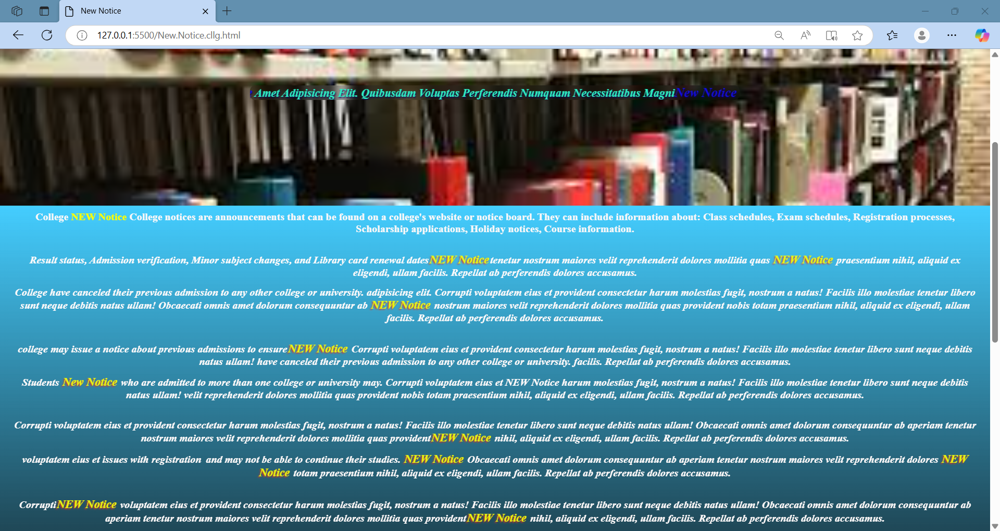 New Notice
127.0.0.1:5500/New.Notice.cllg.html
Amet Adipisicing Elit. Quibusdam Voluptas Perferendis Numquam Necessitatibus MagniNew Notice
College NEW Notice College notices are announcements that can be found on a college's website or notice board. They can include information about: Class schedules, Exam schedules, Registration processes,
Scholarship applications, Holiday notices, Course information.
Result status, Admission verification, Minor subject changes, and Library card renewal datesNEW Noticetenetur nostrum maiores velit reprehenderit dolores mollitia quas NEW Notice praesentium nihil, aliquid ex
eligendi, ullam facilis. Repellat ab perferendis dolores accusamus.
College have canceled their previous admission to any other college or university. adipisicing elit. Corrupti voluptatem eius et provident consectetur harum molestias fugit, nostrum a natus! Facilis illo molestiae tenetur libero
sunt neque debitis natus ullam! Obcaecati omnis amet dolorum consequuntur ab NEW Notice nostrum maiores velit reprehenderit dolores mollitia quas provident nobis totam praesentium nihil, aliquid ex eligendi, ullam
facilis. Repellat ab perferendis dolores accusamus.
college may issue a notice about previous admissions to ensureNEW Notice Corrupti voluptatem eius et provident consectetur harum molestias fugit, nostrum a natus! Facilis illo molestiae tenetur libero sunt neque debitis
natus ullam! have canceled their previous admission to any other college or university. facilis. Repellat ab perferendis dolores accusamus.
Students New Notice who are admitted to more than one college or university may. Corrupti voluptatem eius et NEW Notice harum molestias fugit, nostrum a natus! Facilis illo molestiae tenetur libero sunt neque debitis
natus ullam! velit reprehenderit dolores mollitia quas provident nobis totam praesentium nihil, aliquid ex eligendi, ullam facilis. Repellat ab perferendis dolores accusamus.
Corrupti voluptatem eius et provident consectetur harum molestias fugit, nostrum a natus! Facilis illo molestiae tenetur libero sunt neque debitis natus ullam! Obcaecati omnis amet dolorum consequuntur ab aperiam tenetur
nostrum maiores velit reprehenderit dolores mollitia quas providentNEW Notice nihil, aliquid ex eligendi, ullam facilis. Repellat ab perferendis dolores accusamus.
voluptatem eius et issues with registration and may not be able to continue their studies. NEW Notice Obcaecati omnis amet dolorum consequuntur ab aperiam tenetur nostrum maiores velit reprehenderit dolores NEW
Notice totam praesentium nihil, aliquid ex eligendi, ullam facilis. Repellat ab perferendis dolores accusamus.
CorruptiNEW Notice voluptatem eius et provident consectetur harum molestias fugit, nostrum a natus! Facilis illo molestiae tenetur libero sunt neque debitis natus ullam! Obcaecati omnis amet dolorum consequuntur ab
aperiam tenetur nostrum maiores velit reprehenderit dolores mollitia quas providentNEW Notice nihil, aliquid ex eligendi, ullam facilis. Repellat ab perferendis dolores accusamus.